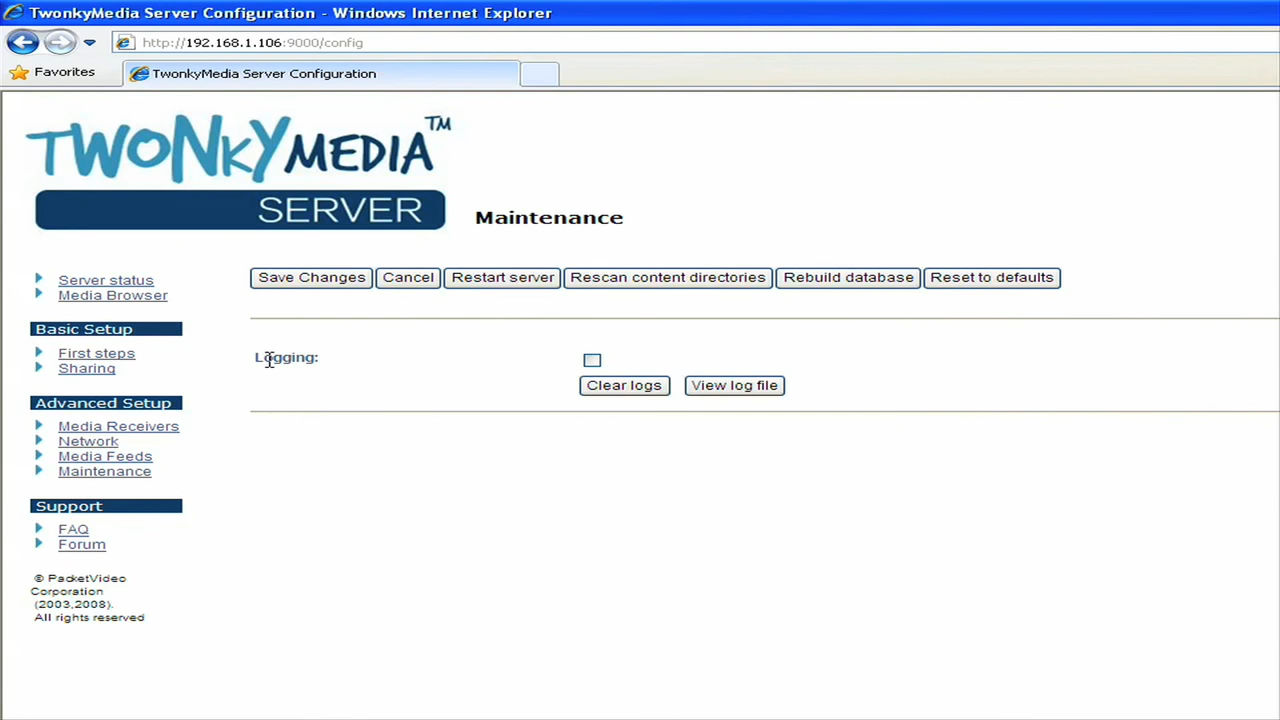 TwonkyMedia Server Configuration - Windows Internet Explorer
http://192.168.1.106:9000/config
Favorites
TwonkyMedia Server Configuration
TWONKYMEDIA™
SERVER
Maintenance
Server status
Media Browser
Save Changes
Cancel
Restart server
Rescan content directories
Rebuild database
Reset to defaults
Basic Setup
First steps
Sharing
Logging:
Clear logs
View log file
Advanced Setup
Media Receivers
Network
Media Feeds
Maintenance
Support
FAQ
Forum
© PacketVideo
Corporation
(2003,2008).
All rights reserved